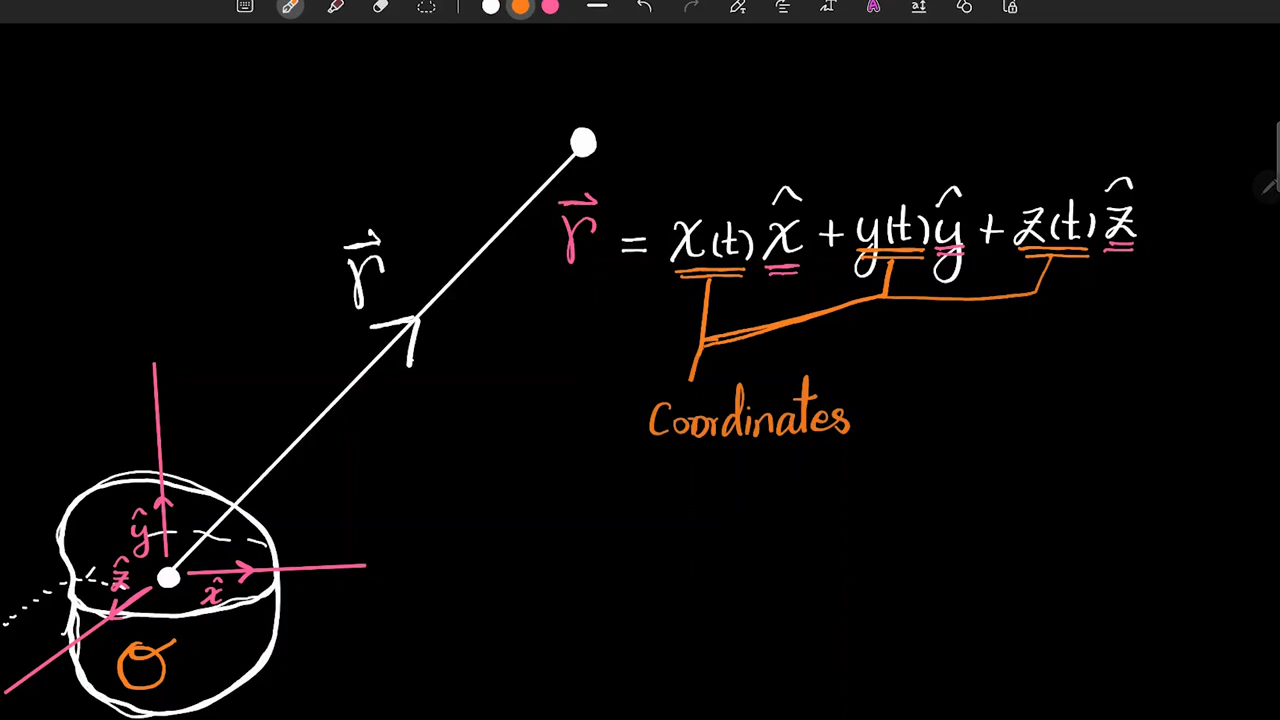 r⃗
r⃗ = x(t) x̂ + y(t) ŷ + z(t) ẑ
Coordinates
ŷ
ẑ
x̂
O